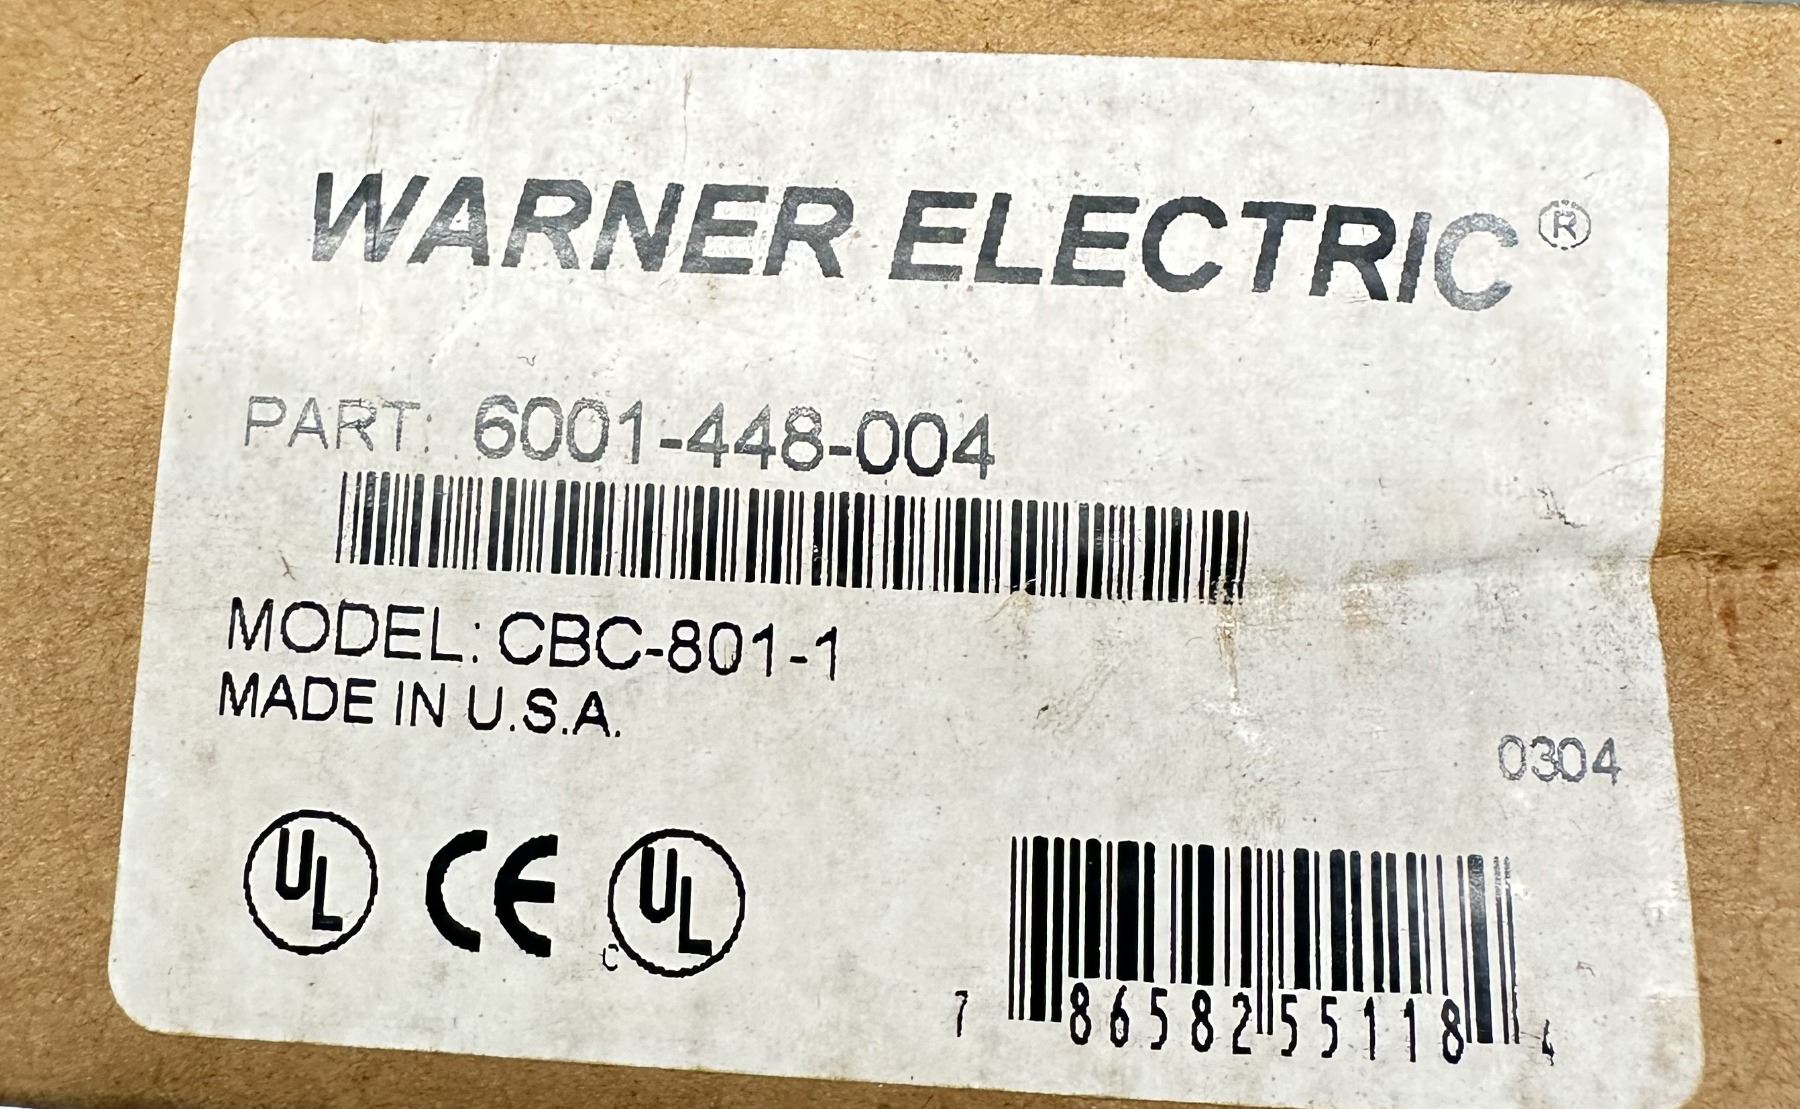 WARNER ELECTRIC®
PART: 6001-448-004
MODEL: CBC-801-1
MADE IN U.S.A.
0304
UL CE c UL
7 86582 55118 4